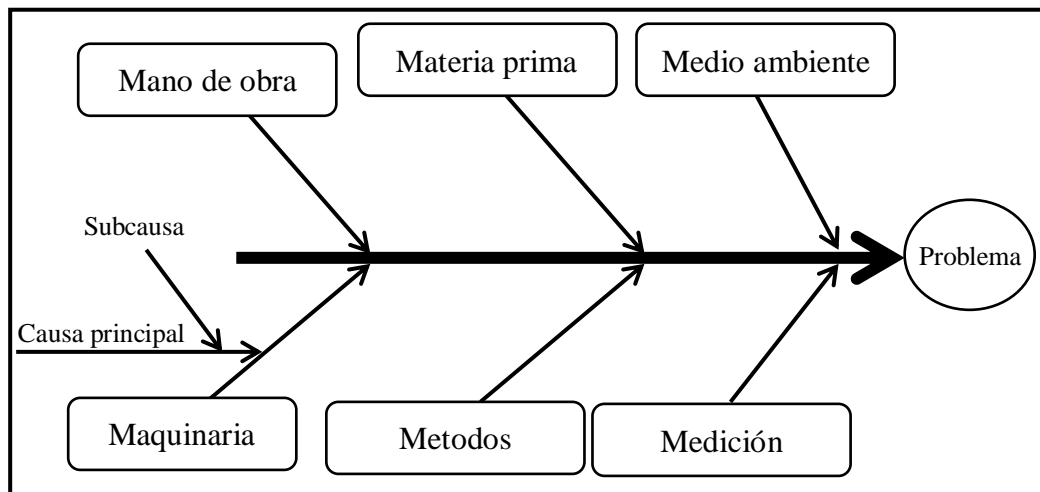 Mano de obra
Materia prima
Medio ambiente
Subcausa
Problema
Causa principal
Maquinaria
Metodos
Medición